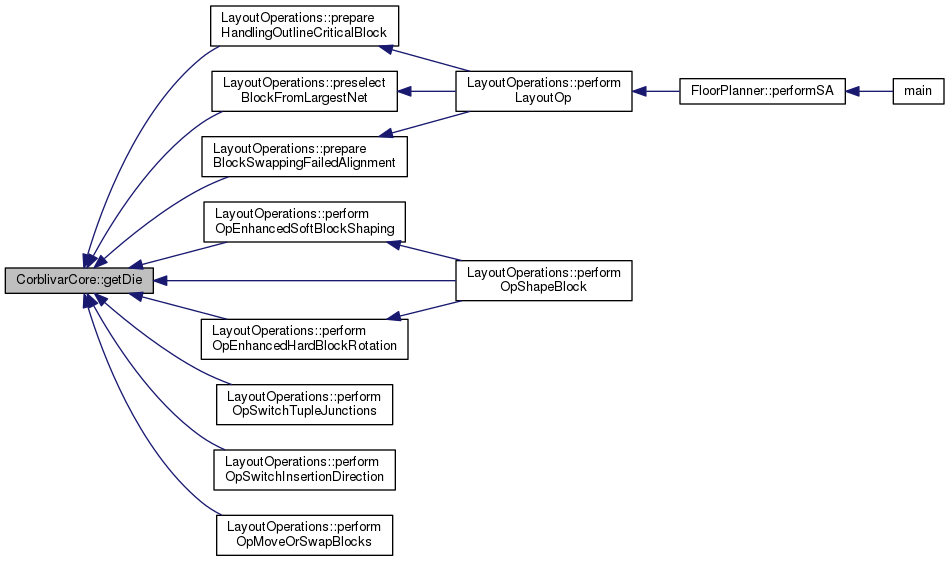 LayoutOperations::prepare
HandlingOutlineCriticalBlock
LayoutOperations::preselect
BlockFromLargestNet
LayoutOperations::perform
LayoutOp
FloorPlanner::performSA
main
LayoutOperations::prepare
BlockSwappingFailedAlignment
LayoutOperations::perform
OpEnhancedSoftBlockShaping
CorblivarCore::getDie
LayoutOperations::perform
OpShapeBlock
LayoutOperations::perform
OpEnhancedHardBlockRotation
LayoutOperations::perform
OpSwitchTupleJunctions
LayoutOperations::perform
OpSwitchInsertionDirection
LayoutOperations::perform
OpMoveOrSwapBlocks